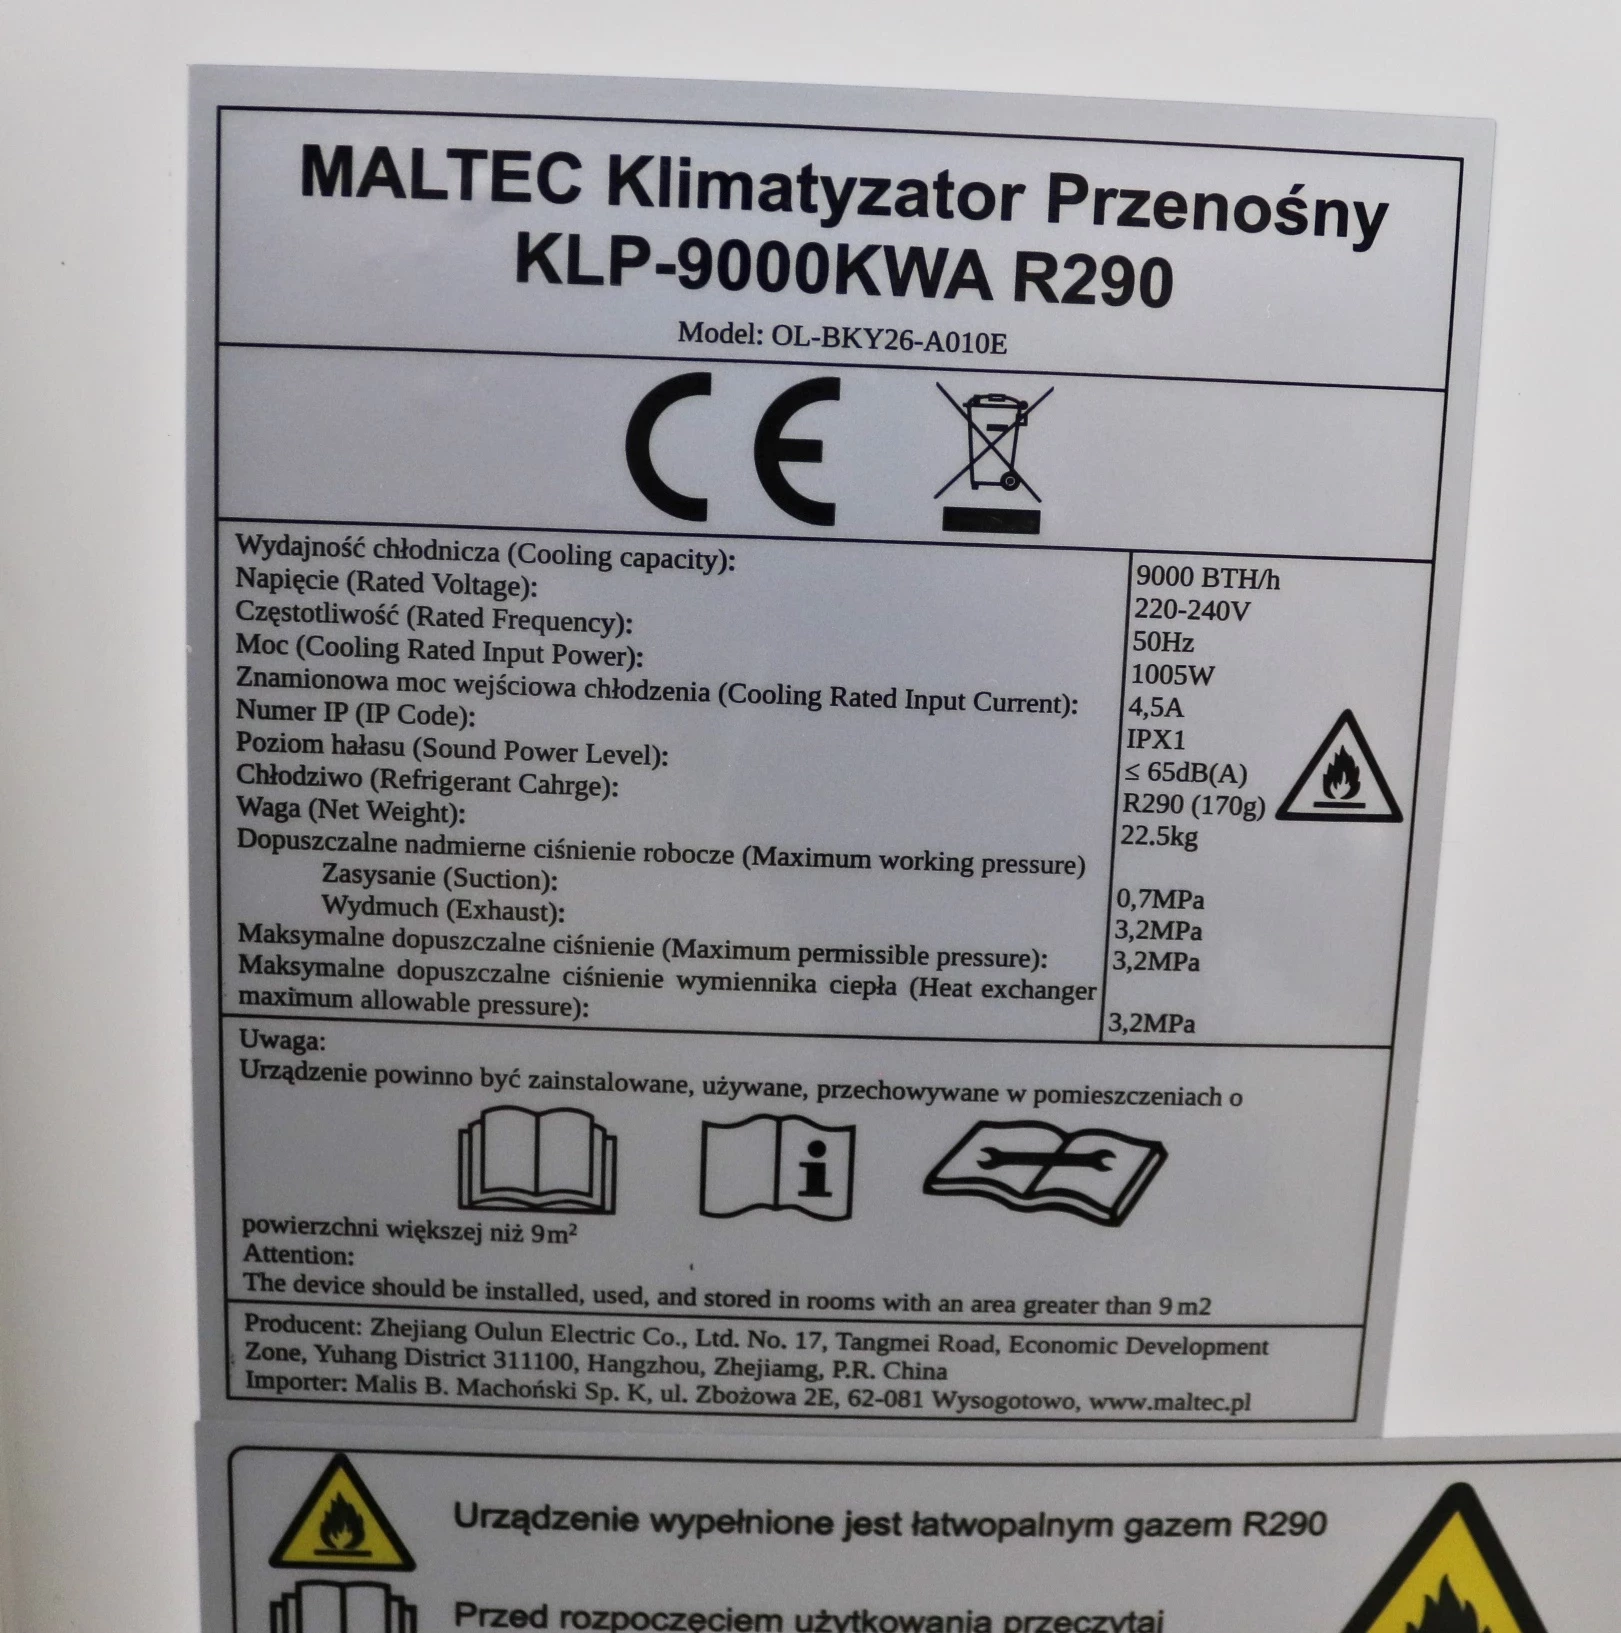 MALTEC Klimatyzator Przenośny
KLP-9000KWA R290
Model: OL-BKY26-A010E
CE
Wydajność chłodnicza (Cooling capacity): 9000 BTH/h
Napięcie (Rated Voltage): 220-240V
Częstotliwość (Rated Frequency): 50Hz
Moc (Cooling Rated Input Power): 1005W
Znamionowa moc wejściowa chłodzenia (Cooling Rated Input Current): 4,5A
Numer IP (IP Code): IPX1
Poziom hałasu (Sound Power Level): ≤ 65dB(A)
Chłodziwo (Refrigerant Cahrge): R290 (170g)
Waga (Net Weight): 22.5kg
Dopuszczalne nadmierne ciśnienie robocze (Maximum working pressure)
Zasysanie (Suction): 0,7MPa
Wydmuch (Exhaust): 3,2MPa
Maksymalne dopuszczalne ciśnienie (Maximum permissible pressure): 3,2MPa
Maksymalne dopuszczalne ciśnienie wymiennika ciepła (Heat exchanger
maximum allowable pressure): 3,2MPa
Uwaga:
Urządzenie powinno być zainstalowane, używane, przechowywane w pomieszczeniach o
i
powierzchni większej niż 9m²
Attention:
The device should be installed, used, and stored in rooms with an area greater than 9 m2
Producent: Zhejiang Oulun Electric Co., Ltd. No. 17, Tangmei Road, Economic Development
Zone, Yuhang District 311100, Hangzhou, Zhejiamg, P.R. China
Importer: Malis B. Machoński Sp. K, ul. Zbożowa 2E, 62-081 Wysogotowo, www.maltec.pl
Urządzenie wypełnione jest łatwopalnym gazem R290
Przed rozpoczęciem użytkowania przeczytaj